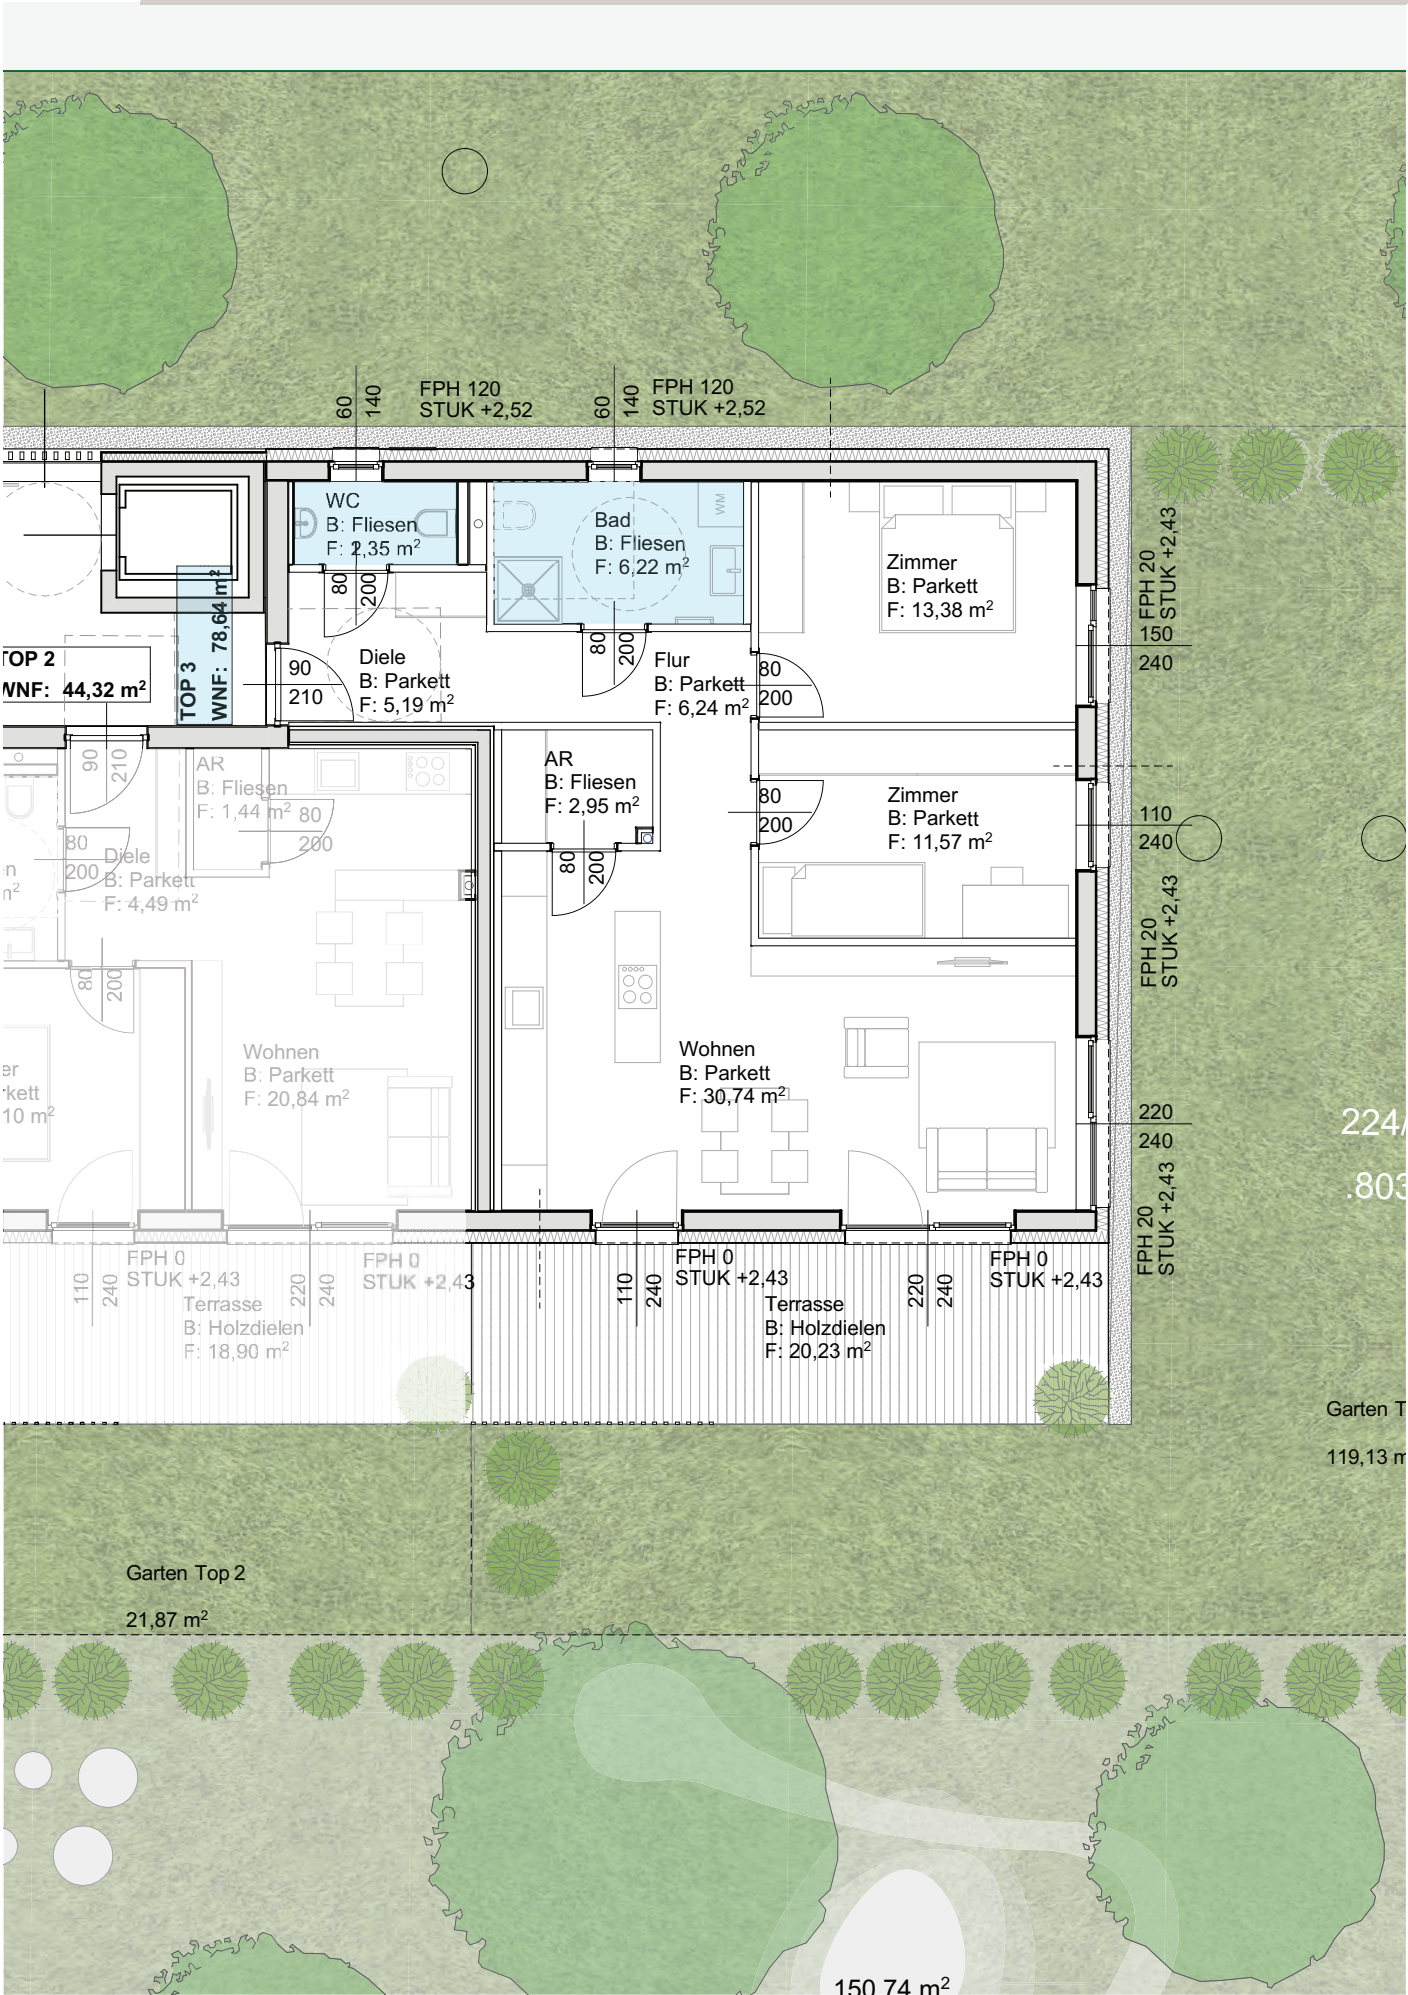 60
140
FPH 120
STUK +2,52
60
140
FPH 120
STUK +2,52
WC
B: Fliesen
F: 2,35 m²
80
200
Bad
B: Fliesen
F: 6,22 m²
WM
80
200
Zimmer
B: Parkett
F: 13,38 m²
FPH 20
STUK +2,43
150
240
TOP 2
WNF: 44,32 m²
TOP 3
WNF: 78,64 m²
90
210
Diele
B: Parkett
F: 5,19 m²
Flur
B: Parkett
F: 6,24 m²
80
200
90
210
AR
B: Fliesen
F: 1,44 m²
80
200
AR
B: Fliesen
F: 2,95 m²
80
200
80
200
Zimmer
B: Parkett
F: 11,57 m²
110
240
FPH 20
STUK +2,43
80
200
Diele
B: Parkett
F: 4,49 m²
80
200
Wohnen
B: Parkett
F: 20,84 m²
Wohnen
B: Parkett
F: 30,74 m²
220
240
FPH 20
STUK +2,43
224/
.803
110
240
FPH 0
STUK +2,43
220
240
FPH 0
STUK +2,43
Terrasse
B: Holzdielen
F: 18,90 m²
110
240
FPH 0
STUK +2,43
220
240
FPH 0
STUK +2,43
Terrasse
B: Holzdielen
F: 20,23 m²
Garten T
119,13 m
Garten Top 2
21,87 m²
150,74 m²